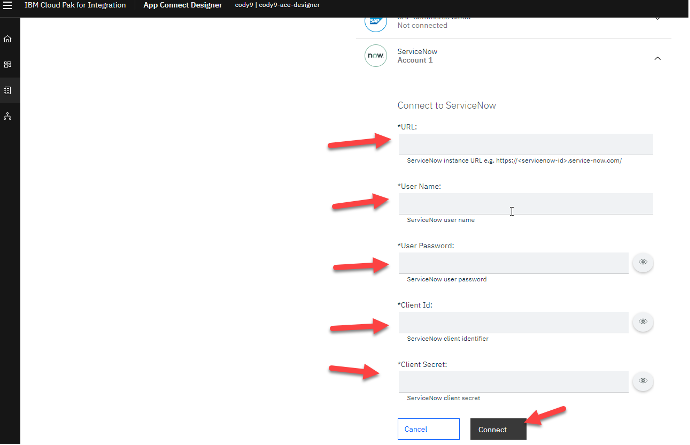 IBM Cloud Pak for Integration App Connect Designer cody9 | cody9-ace-designer
Not connected
now
ServiceNow
Account 1
Connect to ServiceNow
*URL:
ServiceNow instance URL e.g. https://<servicenow-id>.service-now.com/
*User Name:
ServiceNow user name
*User Password:
ServiceNow user password
*Client Id:
ServiceNow client identifier
*Client Secret:
ServiceNow client secret
Cancel Connect